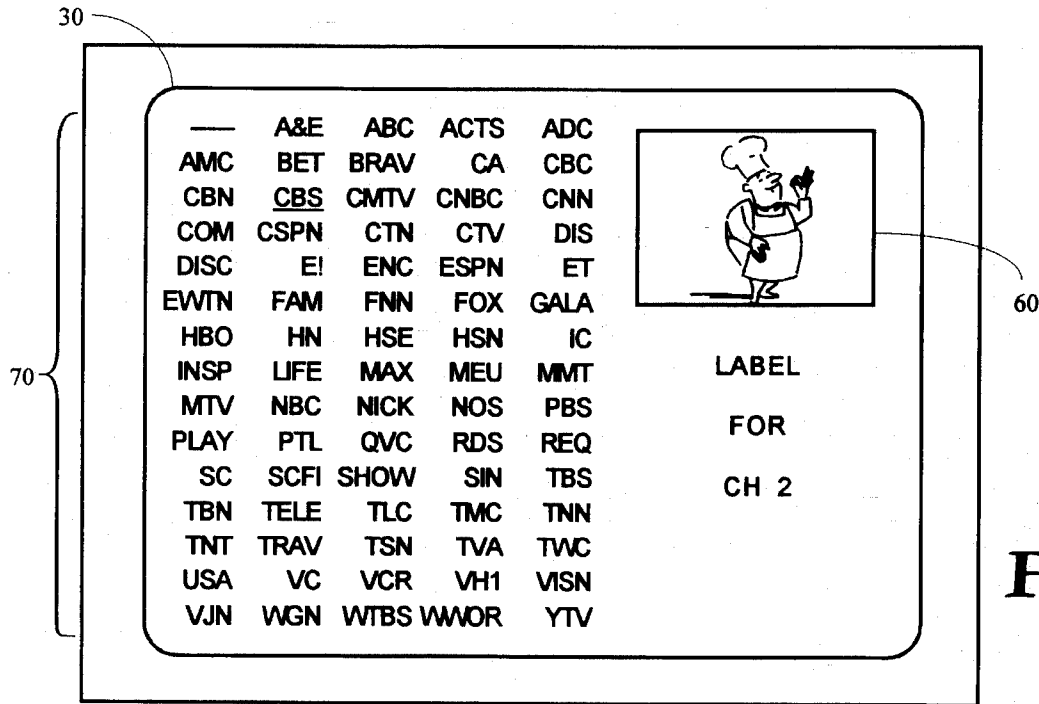 30
— A&E ABC ACTS ADC
AMC BET BRAV CA CBC
CBN CBS CMTV CNBC CNN
COM CSPN CTN CTV DIS
DISC E! ENC ESPN ET
EWTN FAM FNN FOX GALA
HBO HN HSE HSN IC
INSP LIFE MAX MEU MMT
MTV NBC NICK NOS PBS
PLAY PTL QVC RDS REQ
SC SCFI SHOW SIN TBS
TBN TELE TLC TMC TNN
TNT TRAV TSN TVA TWC
USA VC VCR VH1 VISN
VJN WGN WTBS WWOR YTV
70
60
LABEL
FOR
CH 2
F